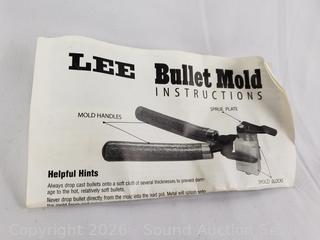 LEE Bullet Mold
INSTRUCTIONS
SPRUE PLATE
MOLD HANDLES
MOLD BLOCKS
Helpful Hints
Always drop cast bullets onto a soft cloth of several thicknesses to prevent dam-
age to the hot, relatively soft bullets.
Never drop bullet directly from the mold into the lead pot. Metal will splash onto
Copyright 2026 - Sound Auction Se